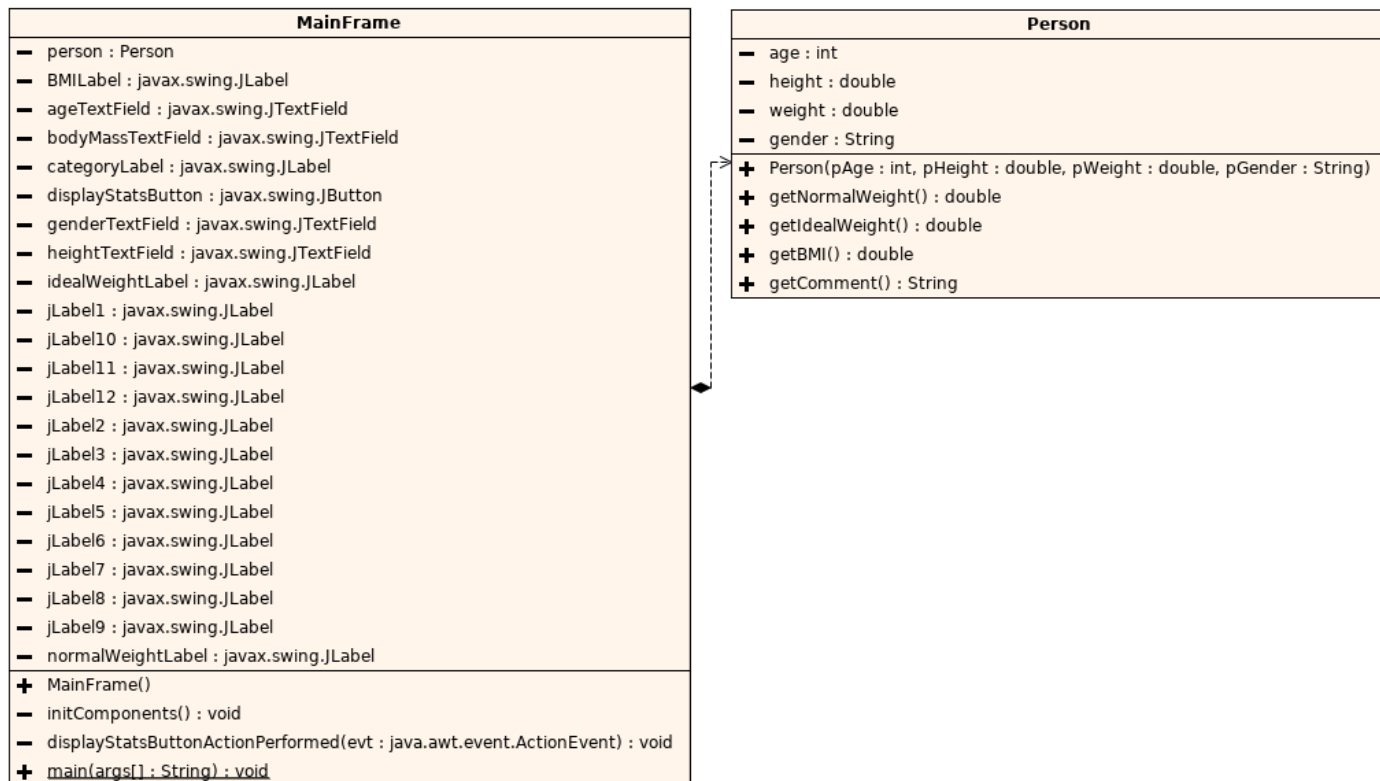 MainFrame
person : Person
BMILabel : javax.swing.JLabel
ageTextField : javax.swing.JTextField
bodyMassTextField : javax.swing.JTextField
categoryLabel : javax.swing.JLabel
displayStatsButton : javax.swing.JButton
genderTextField : javax.swing.JTextField
heightTextField : javax.swing.JTextField
idealWeightLabel : javax.swing.JLabel
jLabel1 : javax.swing.JLabel
jLabel10 : javax.swing.JLabel
jLabel11 : javax.swing.JLabel
jLabel12 : javax.swing.JLabel
jLabel2 : javax.swing.JLabel
jLabel3 : javax.swing.JLabel
jLabel4 : javax.swing.JLabel
jLabel5 : javax.swing.JLabel
jLabel6 : javax.swing.JLabel
jLabel7 : javax.swing.JLabel
jLabel8 : javax.swing.JLabel
jLabel9 : javax.swing.JLabel
normalWeightLabel : javax.swing.JLabel
MainFrame()
initComponents() : void
displayStatsButtonActionPerformed(evt : java.awt.event.ActionEvent) : void
main(args[] : String) : void
Person
age : int
height : double
weight : double
gender : String
Person(pAge : int, pHeight : double, pWeight : double, pGender : String)
getNormalWeight() : double
getIdealWeight() : double
getBMI() : double
getComment() : String